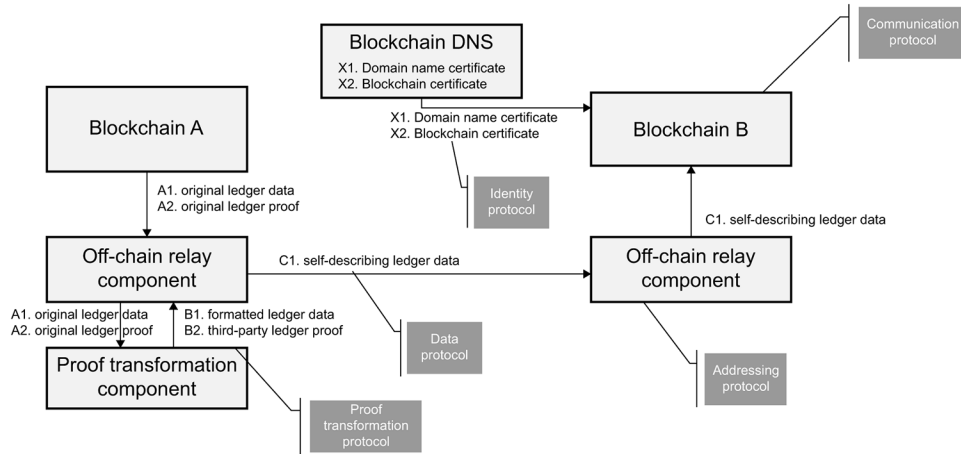 Communication
protocol
Blockchain DNS
X1. Domain name certificate
X2. Blockchain certificate
Blockchain A
X1. Domain name certificate
X2. Blockchain certificate
Blockchain B
Identity
protocol
A1. original ledger data
A2. original ledger proof
C1. self-describing ledger data
Off-chain relay
component
C1. self-describing ledger data
Off-chain relay
component
A1. original ledger data
A2. original ledger proof
B1. formatted ledger data
B2. third-party ledger proof
Data
protocol
Proof transformation
component
Addressing
protocol
Proof
transformation
protocol